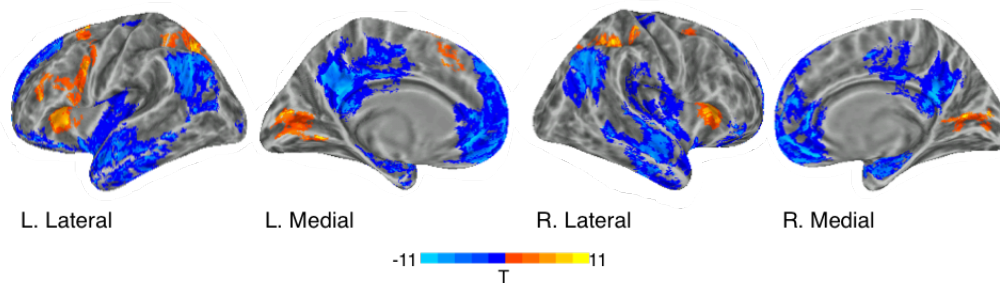 L. Lateral
L. Medial
R. Lateral
R. Medial
-11
11
T